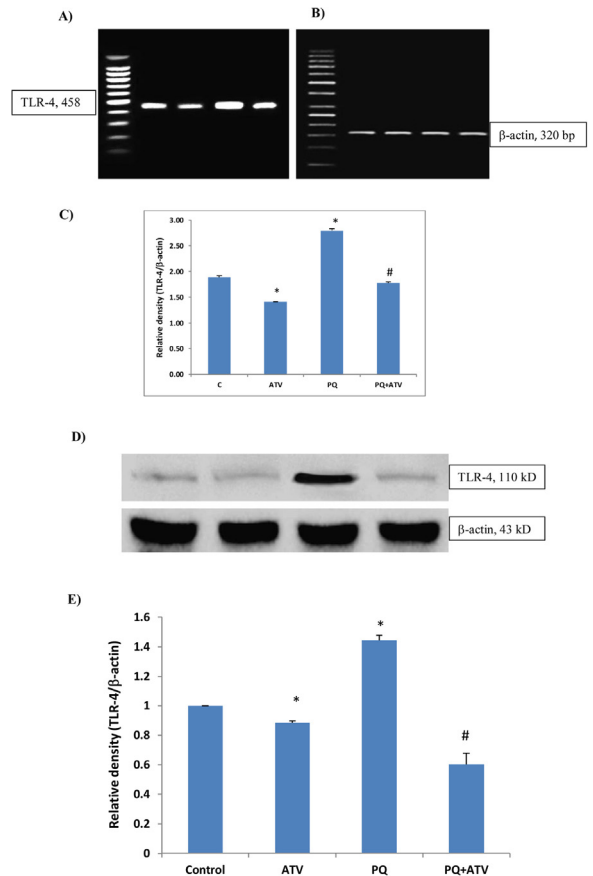 A)
B)
TLR-4, 458
β-actin, 320 bp
C)
Relative density (TLR-4/β-actin)
3.00
2.50
2.00
1.50
1.00
0.50
0.00
*
*
#
C ATV PQ PQ+ATV
D)
TLR-4, 110 kD
β-actin, 43 kD
E)
Relative density (TLR-4/β-actin)
1.6
1.4
1.2
1
0.8
0.6
0.4
0.2
0
*
*
#
Control ATV PQ PQ+ATV